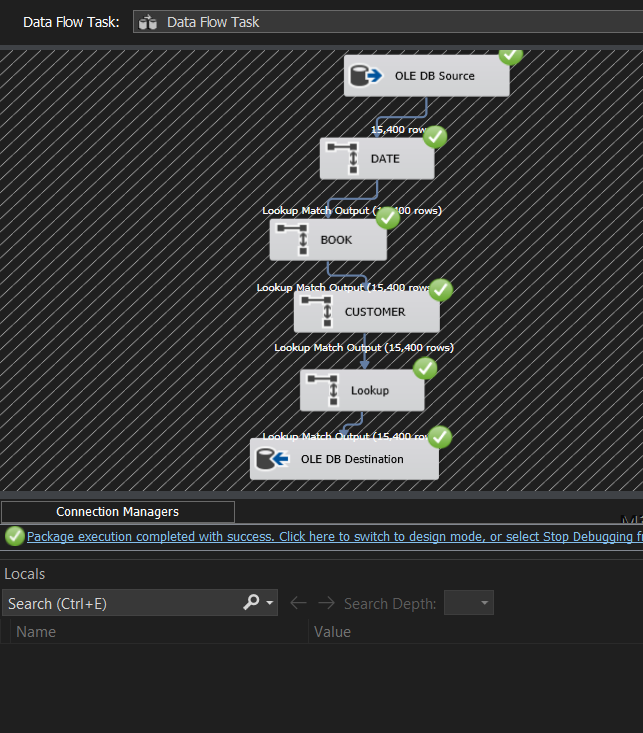 Data Flow Task: Data Flow Task
OLE DB Source
15,400 rows
DATE
Lookup Match Output (15,400 rows)
BOOK
Lookup Match Output (15,400 rows)
CUSTOMER
Lookup Match Output (15,400 rows)
Lookup
Lookup Match Output (15,400 rows)
OLE DB Destination
Connection Managers
Package execution completed with success. Click here to switch to design mode, or select Stop Debugging
Locals
Search (Ctrl+E) Search Depth:
Name Value